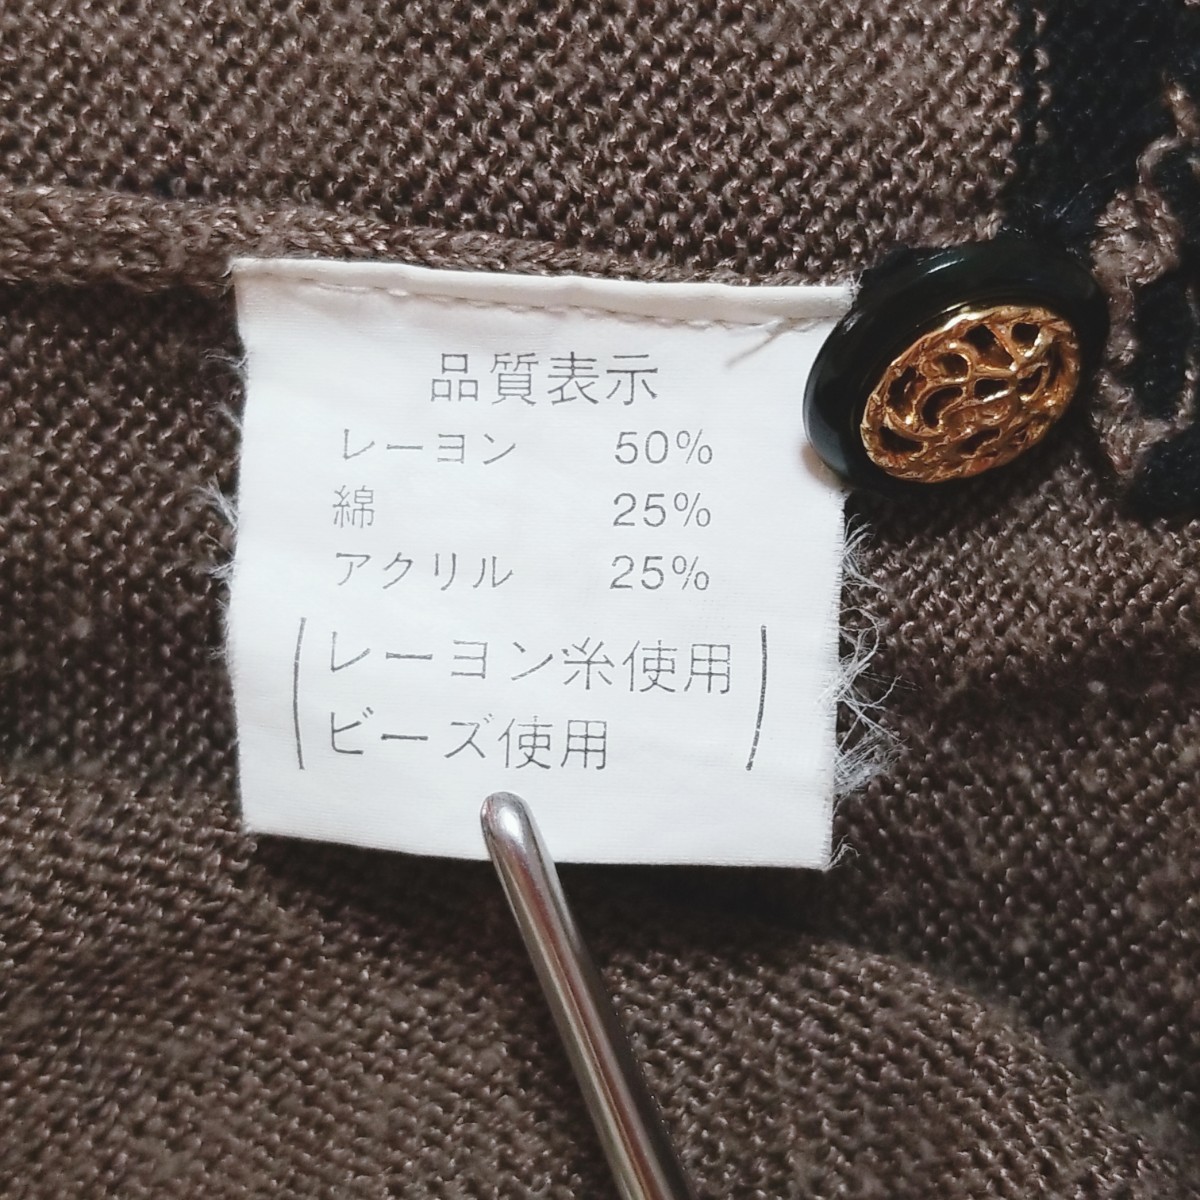 品質表示
レーヨン 50%
綿 25%
アクリル 25%
(レーヨン糸使用
ビーズ使用)